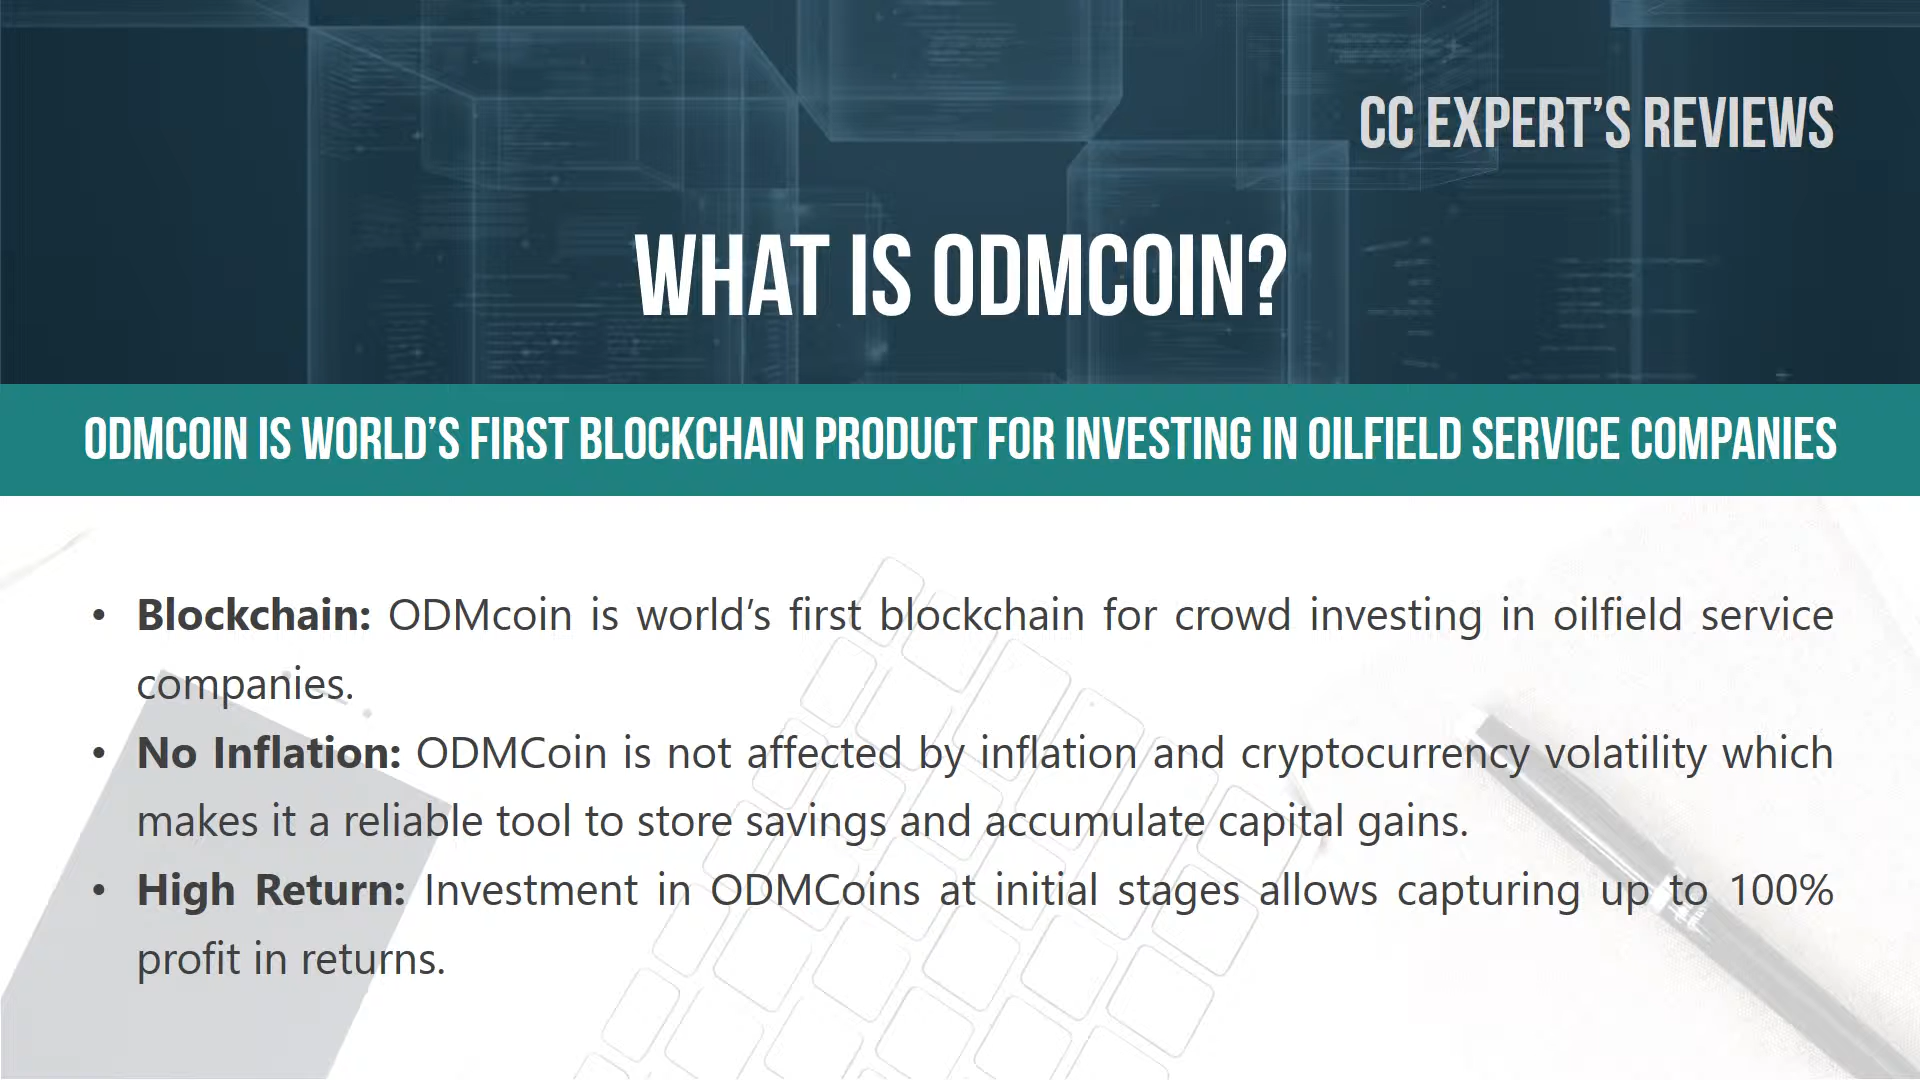 CC EXPERT’S REVIEWS
WHAT IS ODMCOIN?
ODMCOIN IS WORLD’S FIRST BLOCKCHAIN PRODUCT FOR INVESTING IN OILFIELD SERVICE COMPANIES
• Blockchain: ODMcoin is world’s first blockchain for crowd investing in oilfield service
companies.
• No Inflation: ODMCoin is not affected by inflation and cryptocurrency volatility which
makes it a reliable tool to store savings and accumulate capital gains.
• High Return: Investment in ODMCoins at initial stages allows capturing up to 100%
profit in returns.